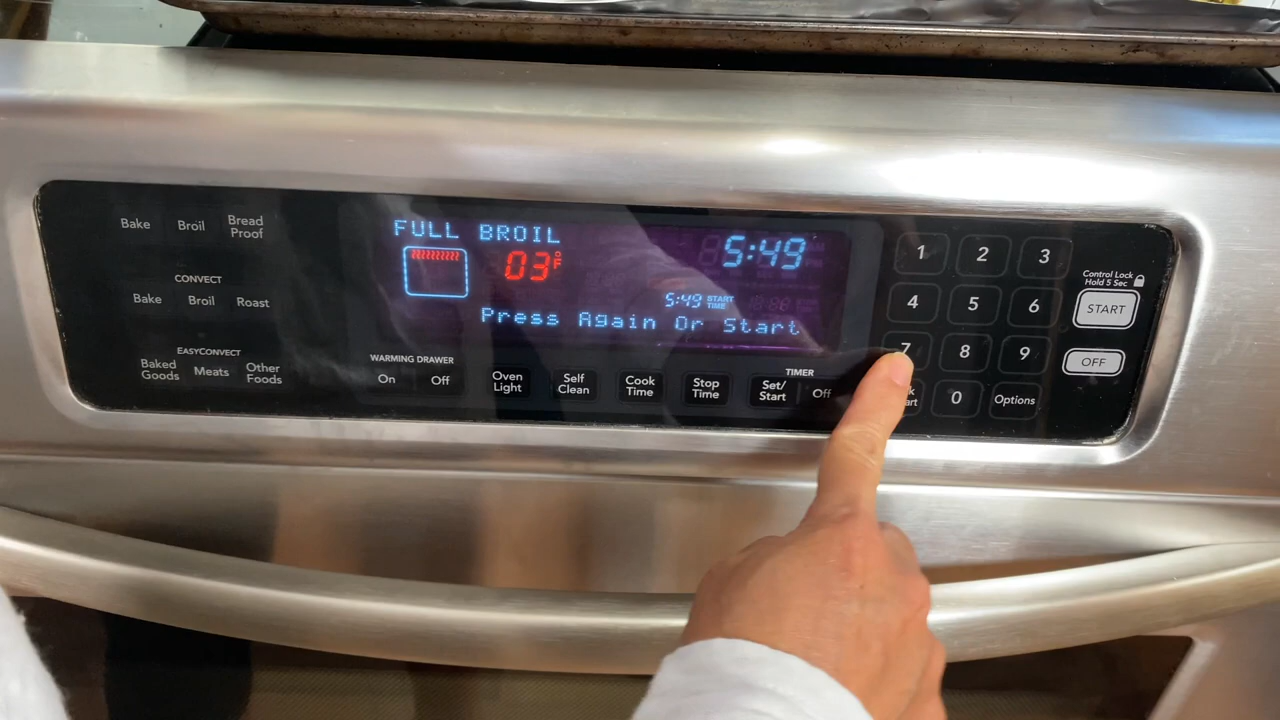 Bake Broil Bread Proof
CONVECT
Bake Broil Roast
EASYCONVECT
Baked Goods Meats Other Foods
FULL BROIL
03°F
5:49
5:49 START TIME
Press Again Or Start
WARMING DRAWER
On Off
Oven Light
Self Clean
Cook Time
Stop Time
TIMER
Set/Start Off
1 2 3
4 5 6
7 8 9
0 Options
Control Lock
Hold 5 Sec
START
OFF